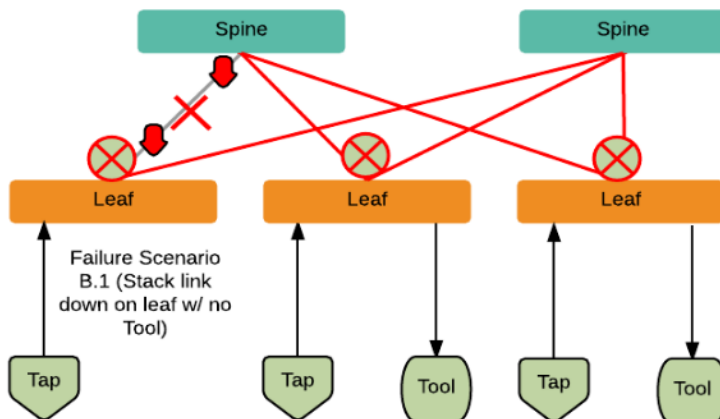 Spine
Spine
Leaf
Leaf
Leaf
Failure Scenario
B.1 (Stack link
down on leaf w/ no
Tool)
Tap
Tap
Tool
Tap
Tool